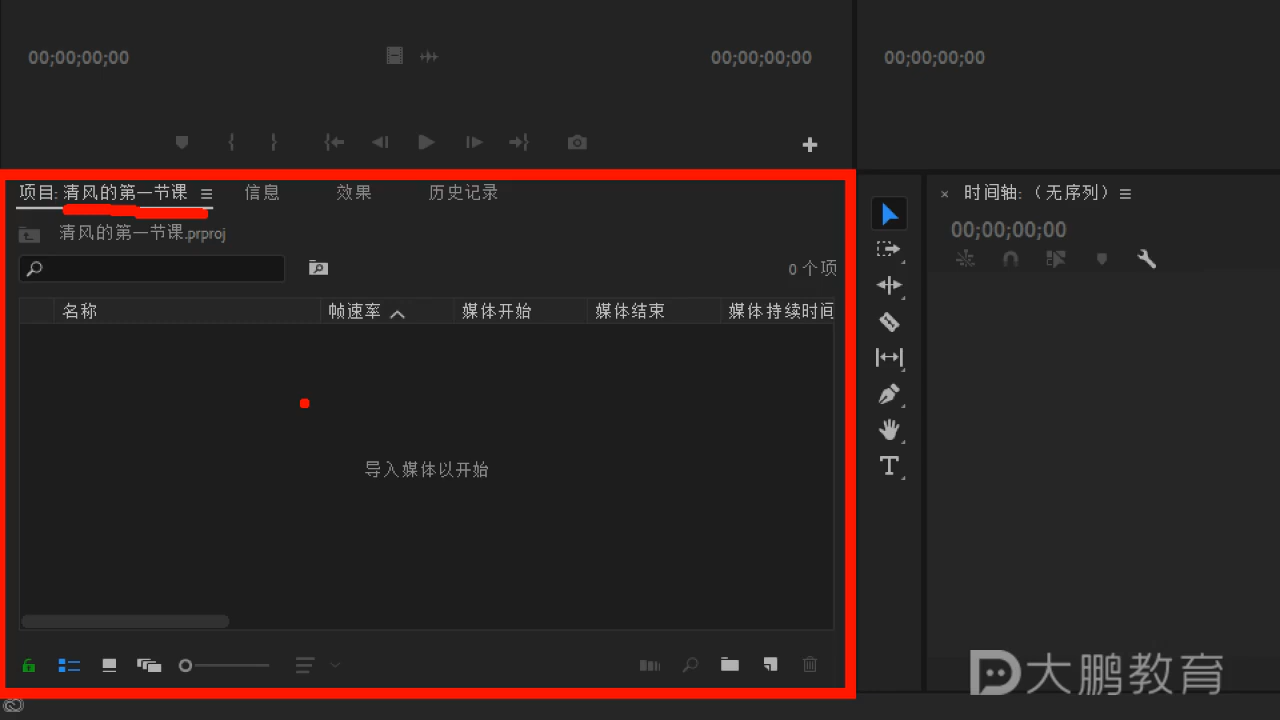 00;00;00;00
00;00;00;00
00;00;00;00
项目: 清风的第一节课
信息
效果
历史记录
清风的第一节课.prproj
0 个项
名称
帧速率
媒体开始
媒体结束
媒体持续时间
导入媒体以开始
× 时间轴:（无序列）
00;00;00;00
大鹏教育